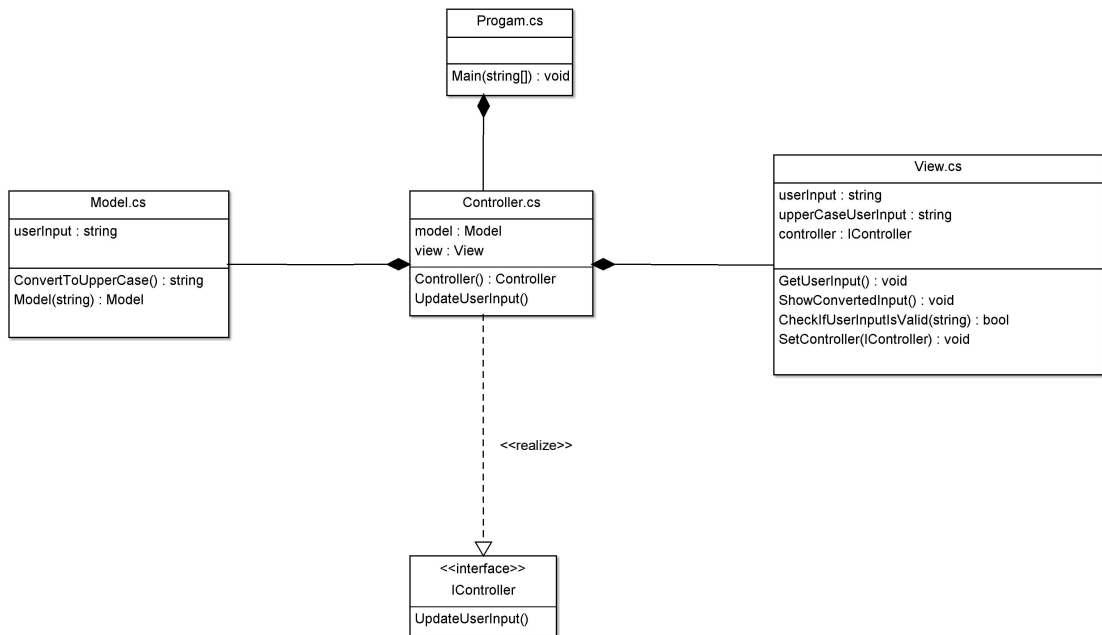 Progam.cs
Main(string[]) : void
Model.cs
userInput : string
ConvertToUpperCase() : string
Model(string) : Model
Controller.cs
model : Model
view : View
Controller() : Controller
UpdateUserInput()
View.cs
userInput : string
upperCaseUserInput : string
controller : IController
GetUserInput() : void
ShowConvertedInput() : void
CheckIfUserInputIsValid(string) : bool
SetController(IController) : void
<<realize>>
<<interface>>
IController
UpdateUserInput()